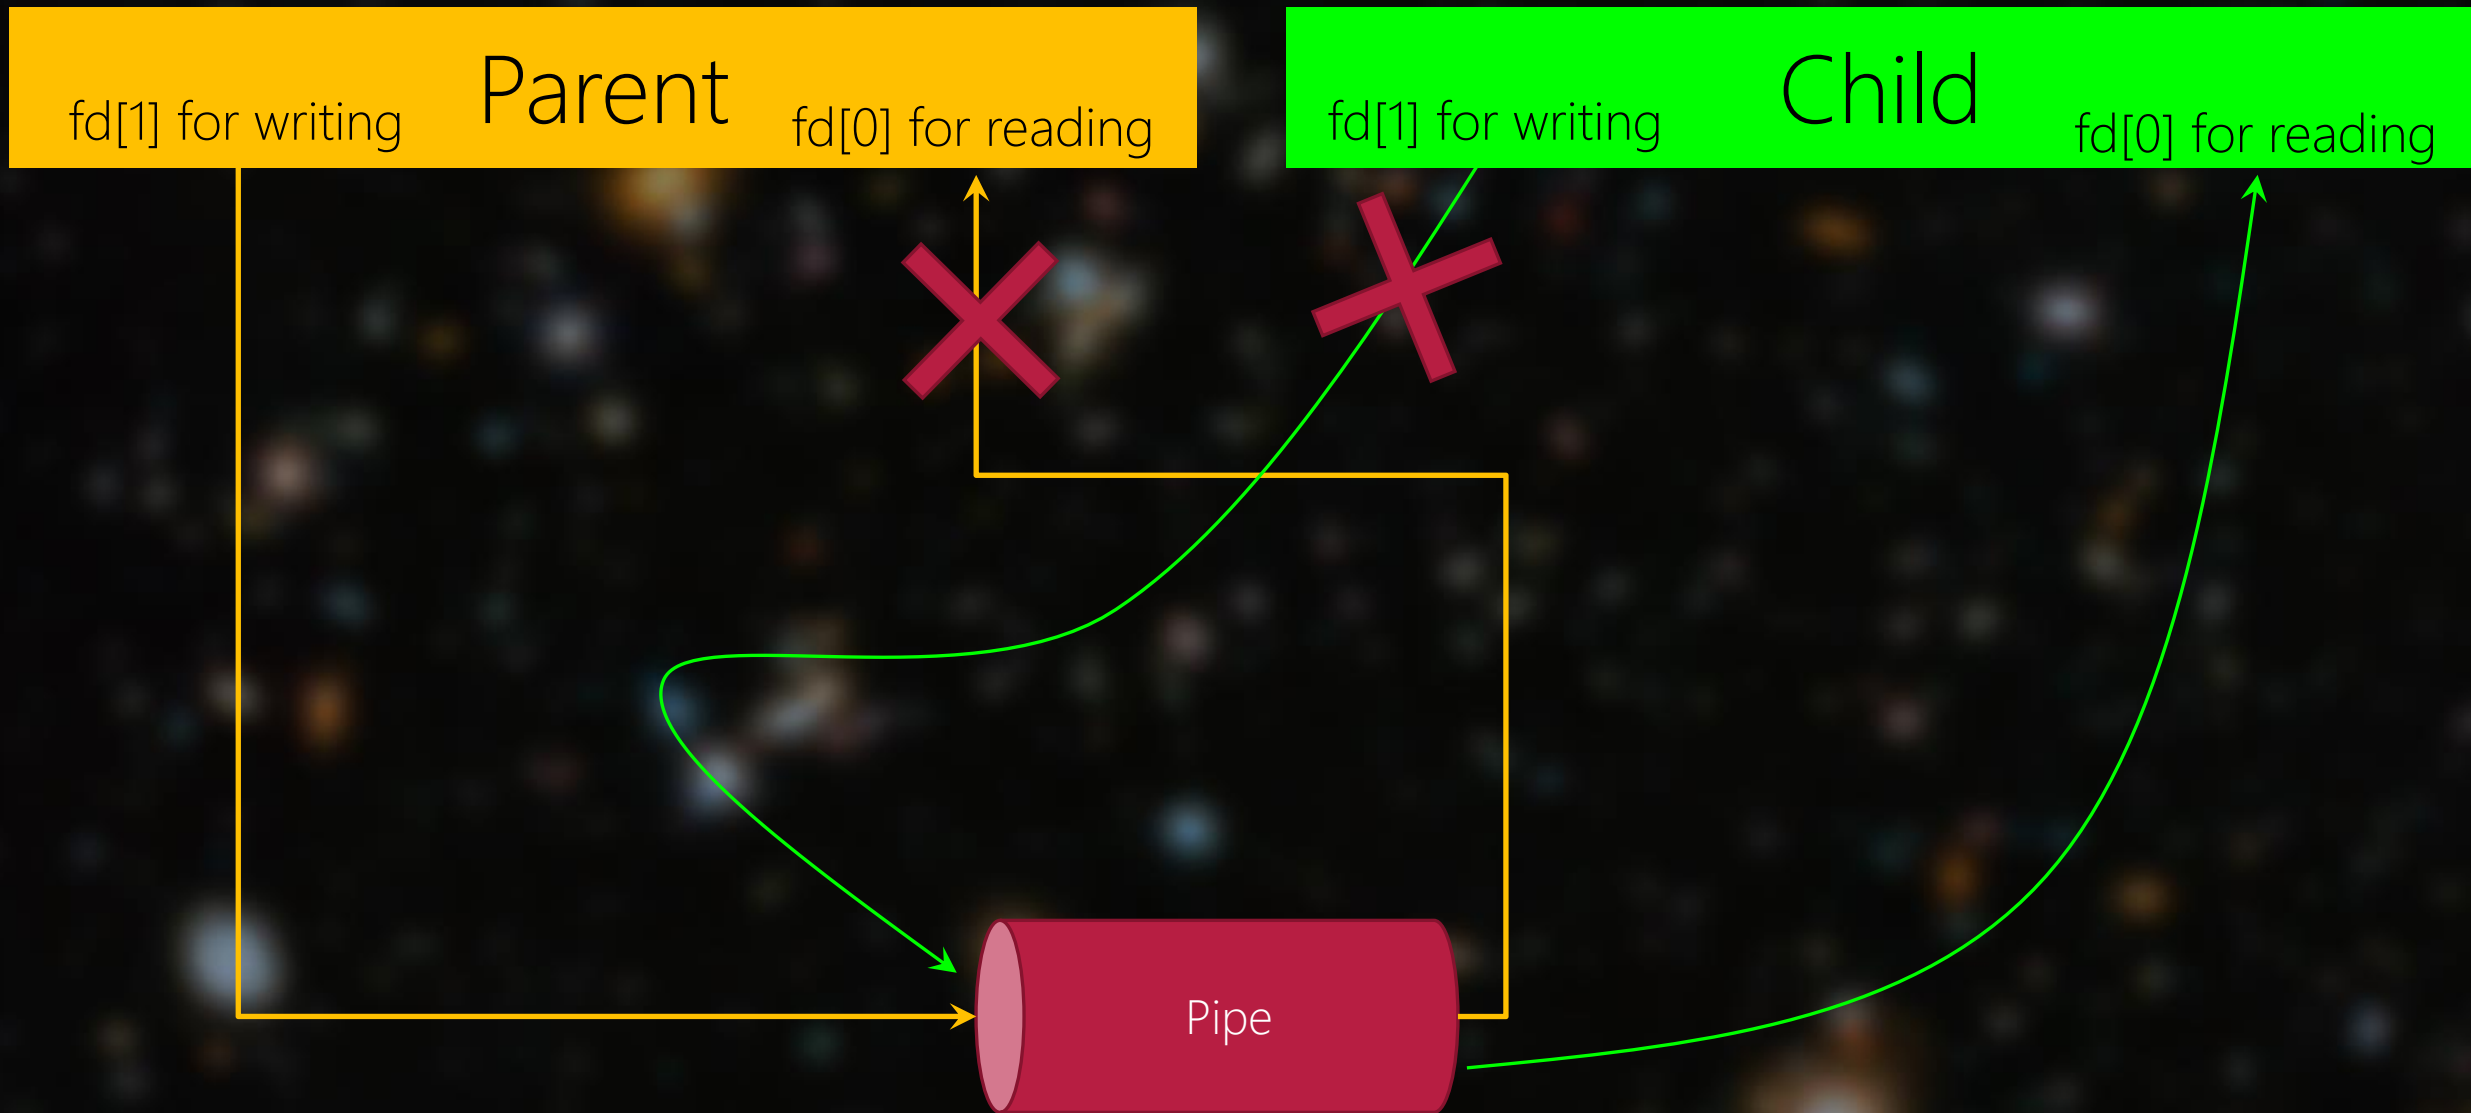 Parent
fd[1] for writing
fd[0] for reading
Child
fd[1] for writing
fd[0] for reading
Pipe